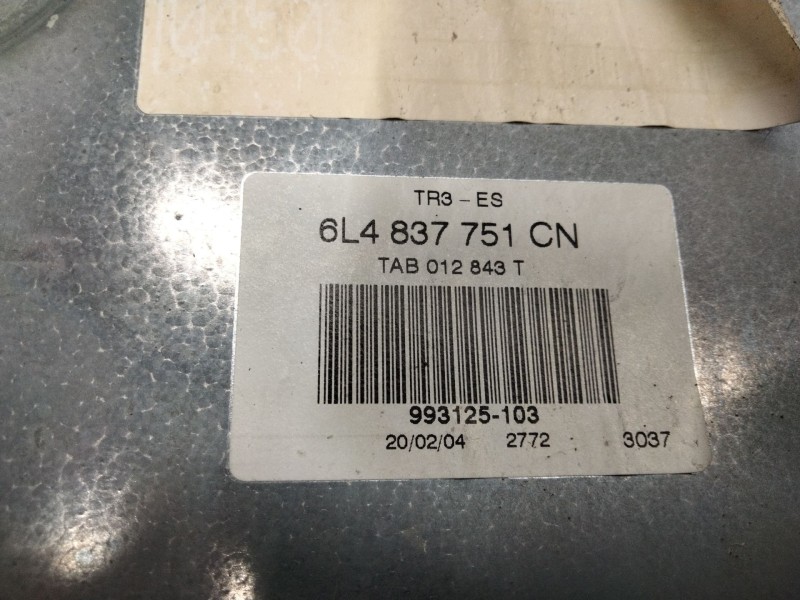 TR3 - ES
6L4 837 751 CN
TAB 012 843 T
993125-103
20/02/04 2772 3037